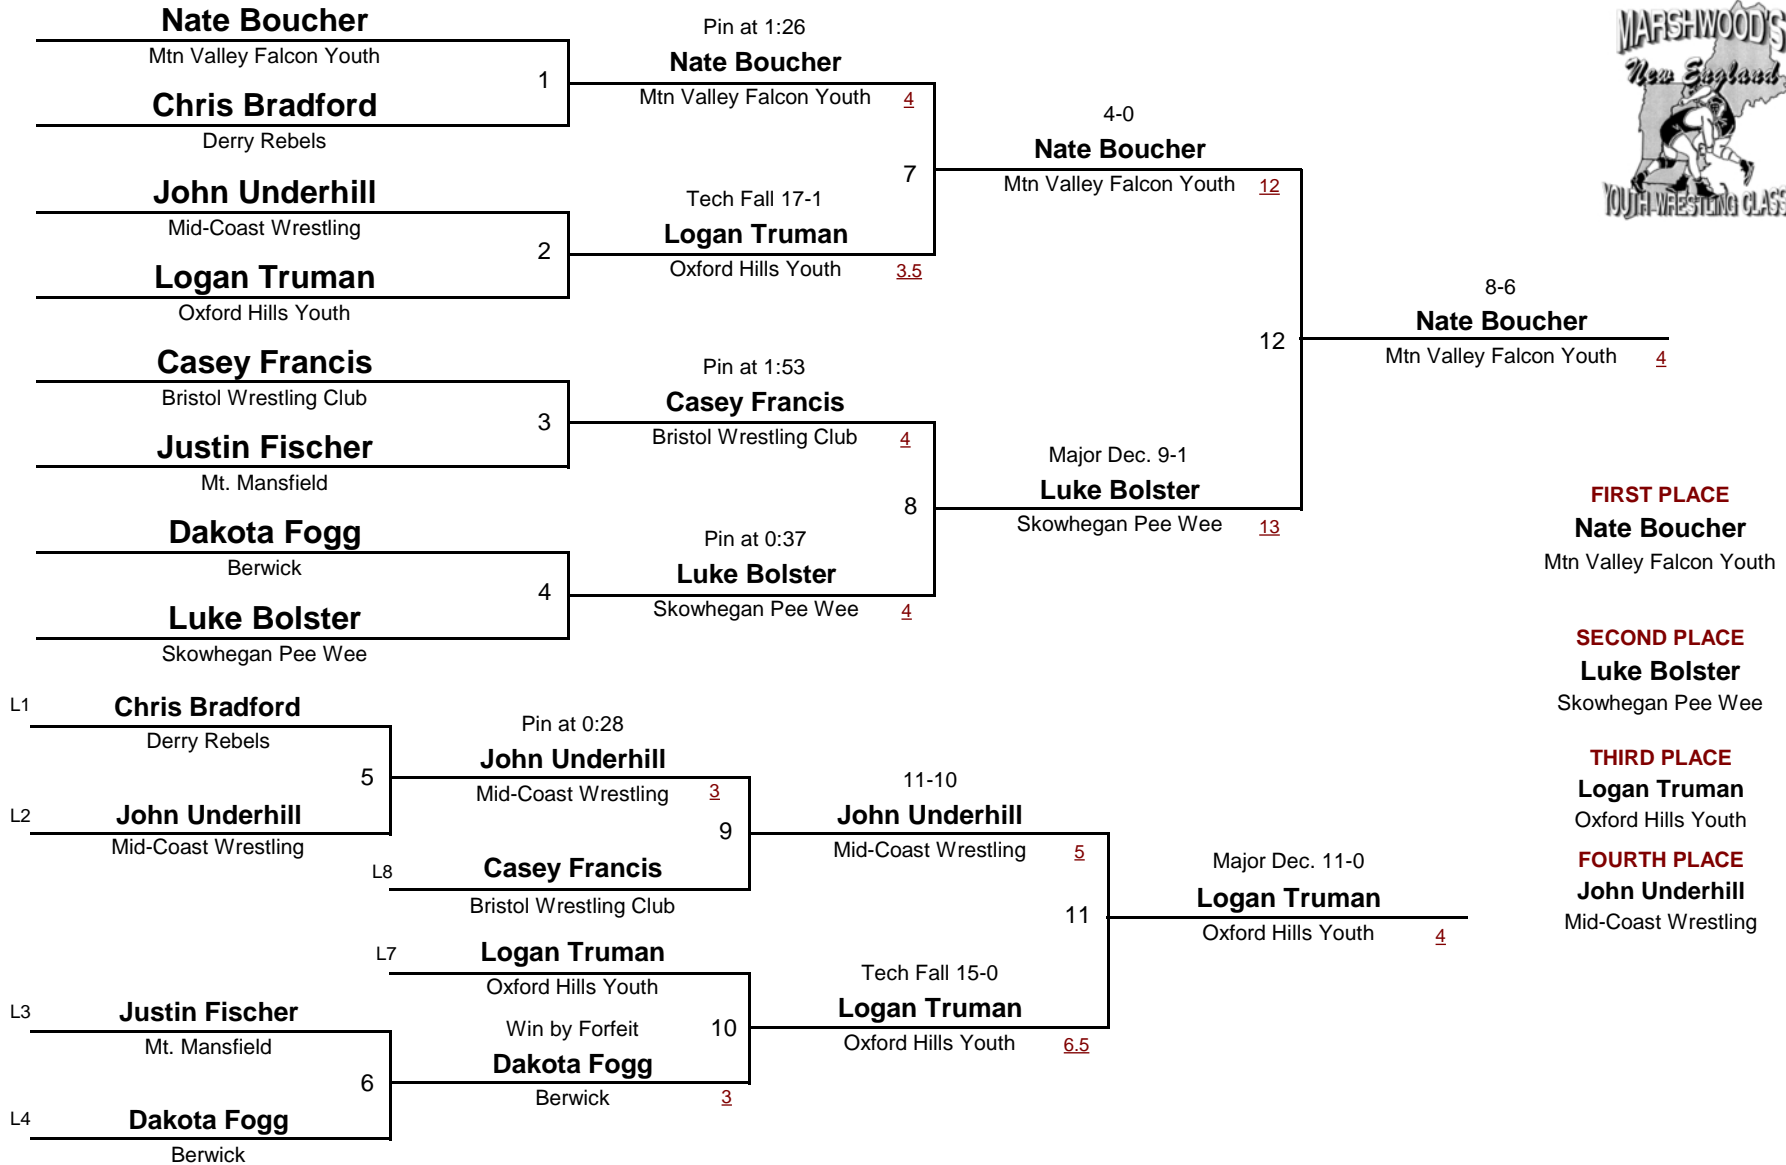 Nate Boucher
Mtn Valley Falcon Youth
1
Chris Bradford
Derry Rebels
John Underhill
Mid-Coast Wrestling
2
Logan Truman
Oxford Hills Youth
Casey Francis
Bristol Wrestling Club
3
Justin Fischer
Mt. Mansfield
Dakota Fogg
Berwick
4
Luke Bolster
Skowhegan Pee Wee
Pin at 1:26
Nate Boucher
Mtn Valley Falcon Youth 4
7
Tech Fall 17-1
Logan Truman
Oxford Hills Youth 3.5
Pin at 1:53
Casey Francis
Bristol Wrestling Club 4
8
Pin at 0:37
Luke Bolster
Skowhegan Pee Wee 4
4-0
Nate Boucher
Mtn Valley Falcon Youth 12
12
Major Dec. 9-1
Luke Bolster
Skowhegan Pee Wee 13
8-6
Nate Boucher
Mtn Valley Falcon Youth 4
MARSHWOOD'S
New England
YOUTH WRESTLING CLASS
FIRST PLACE
Nate Boucher
Mtn Valley Falcon Youth
SECOND PLACE
Luke Bolster
Skowhegan Pee Wee
THIRD PLACE
Logan Truman
Oxford Hills Youth
FOURTH PLACE
John Underhill
Mid-Coast Wrestling
L1 Chris Bradford
Derry Rebels
5
L2 John Underhill
Mid-Coast Wrestling
Pin at 0:28
John Underhill
Mid-Coast Wrestling 3
9
L8 Casey Francis
Bristol Wrestling Club
L7 Logan Truman
Oxford Hills Youth
Win by Forfeit 10
Dakota Fogg
Berwick 3
L3 Justin Fischer
Mt. Mansfield
6
L4 Dakota Fogg
Berwick
11-10
John Underhill
Mid-Coast Wrestling 5
11
Tech Fall 15-0
Logan Truman
Oxford Hills Youth 6.5
Major Dec. 11-0
Logan Truman
Oxford Hills Youth 4